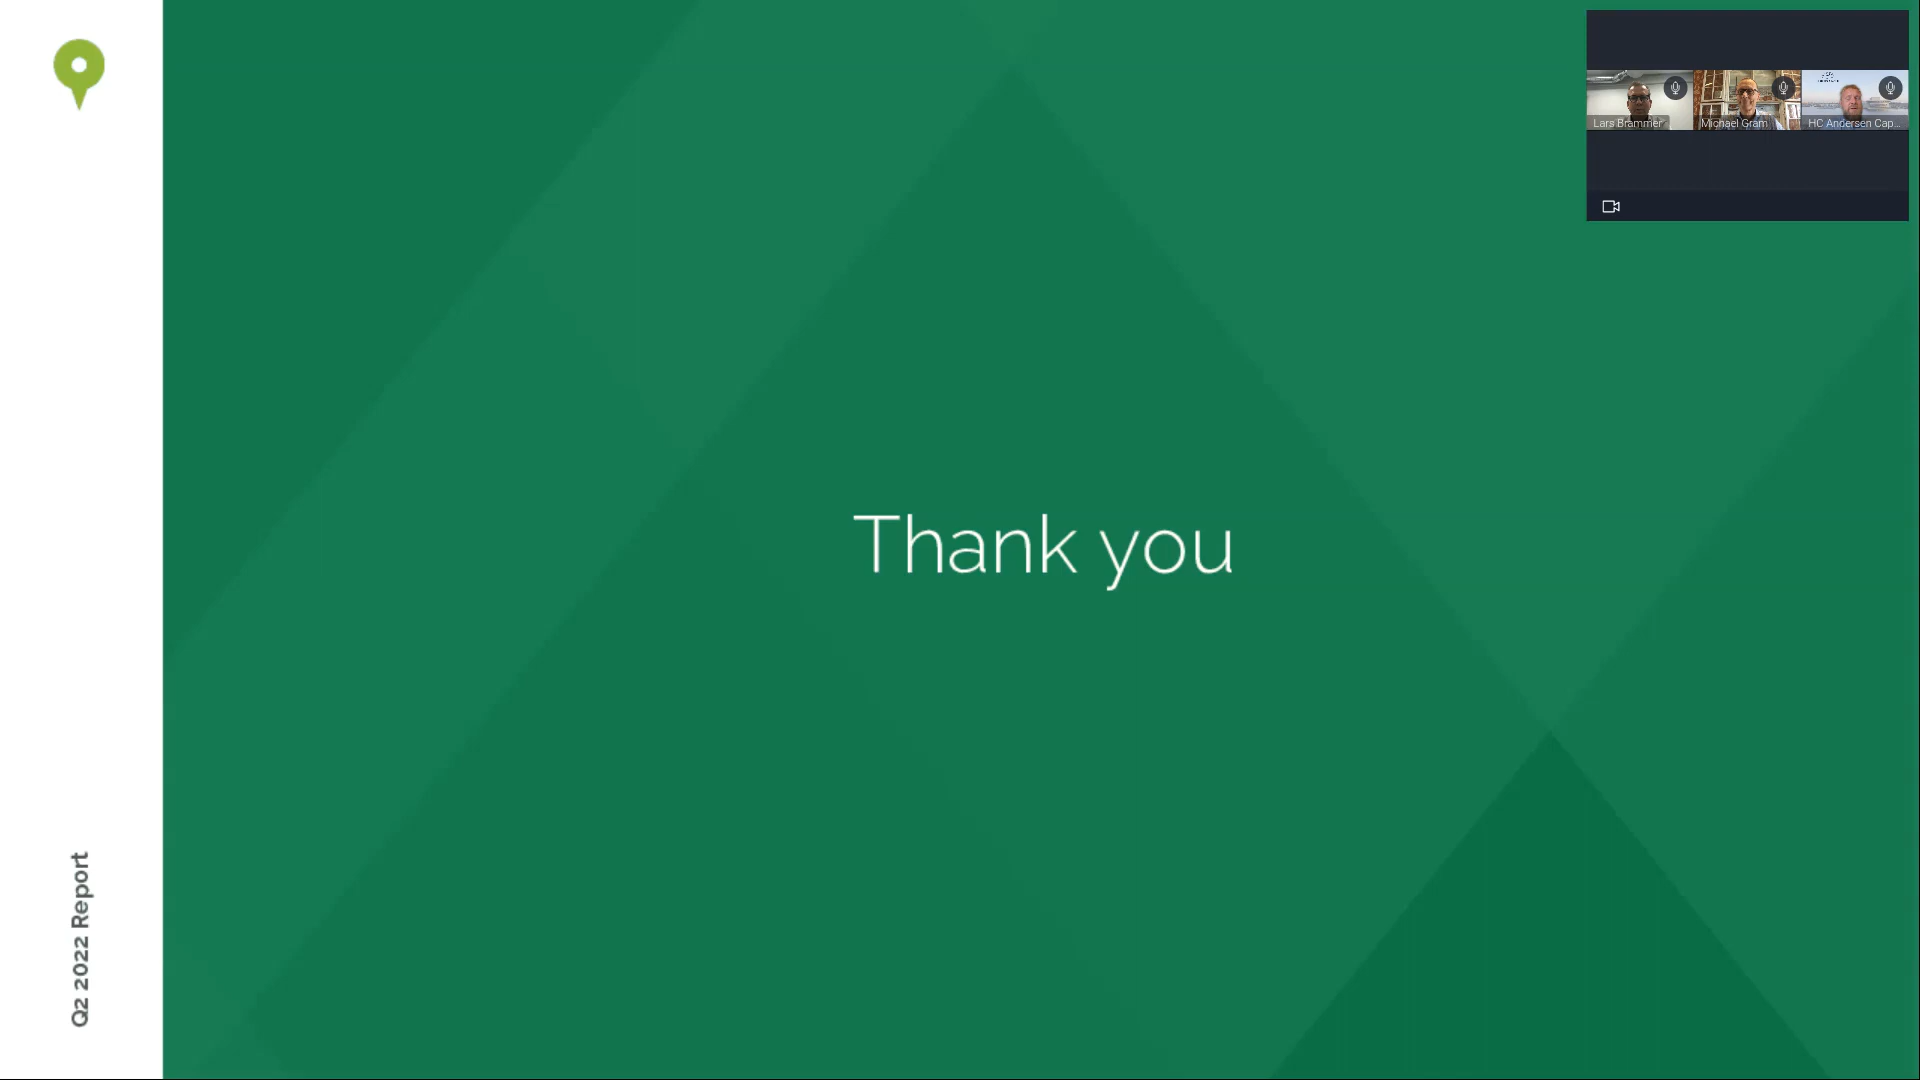 Lars Brammer
Michael Gram
HC Andersen Cap...
Thank you
Q2 2022 Report